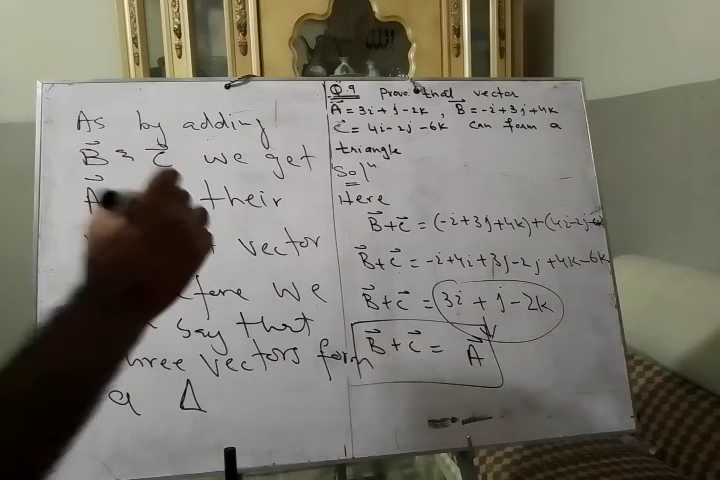 As by adding
B⃗ & C⃗ we get
A⃗ their
vector
we
say that
three vectors form
a Δ
Q9 Prove that vector
A⃗ = 3i + j - 2k , B⃗ = -i + 3j + 4k
C⃗ = 4i - 2j - 6k can form a
triangle
Solⁿ
Here
B⃗ + C⃗ = (-i + 3j + 4k) + (4i - 2j -
B⃗ + C⃗ = -i + 4i + 3j - 2j + 4k - 6k
B⃗ + C⃗ = 3i + j - 2k
B⃗ + C⃗ = A⃗